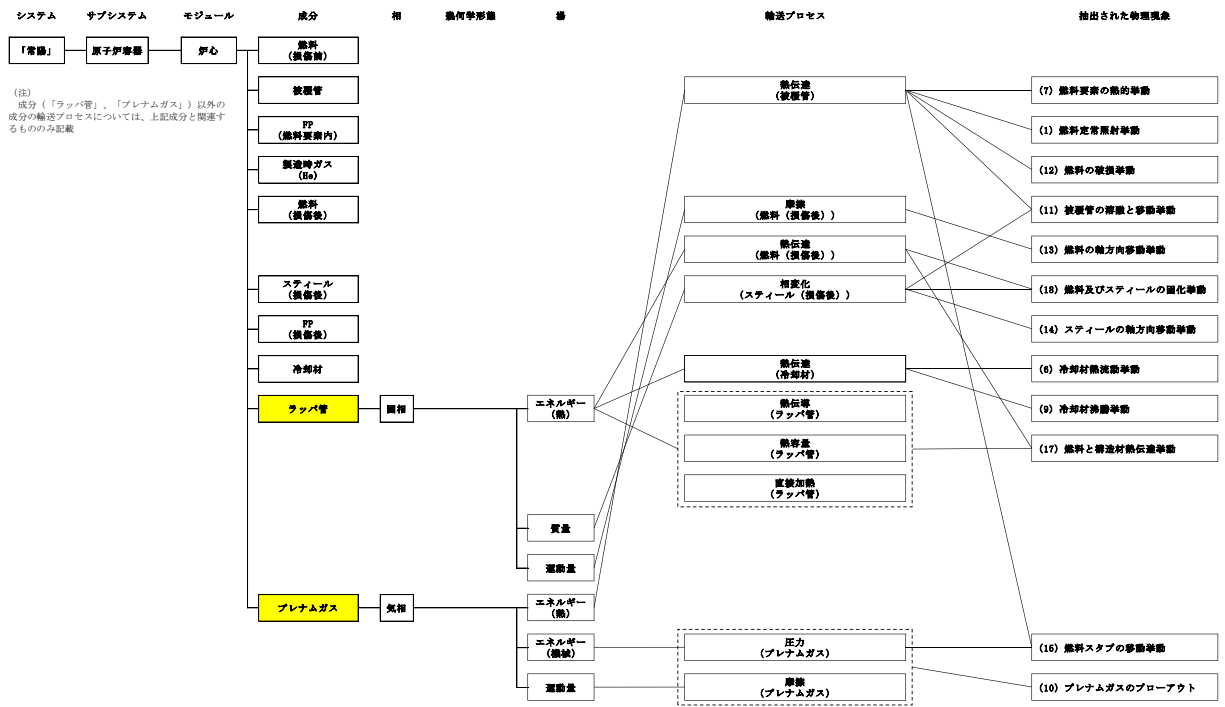 システム
サブシステム
モジュール
成分
相
幾何学形態
場
輸送プロセス
抽出された物理現象
「常陽」
原子炉容器
炉心
燃料
(損傷前)
被覆管
FP
(燃料要素内)
製造時ガス
(He)
燃料
(損傷後)
スティール
(損傷後)
FP
(損傷後)
冷却材
ラッパ管
プレナムガス
(注)
成分(「ラッパ管」、「プレナムガス」)以外の
成分の輸送プロセスについては、上記成分と関連す
るもののみ記載
固相
気相
エネルギー
(熱)
質量
運動量
エネルギー
(熱)
エネルギー
(機械)
運動量
熱伝達
(被覆管)
摩擦
(燃料(損傷後))
熱伝達
(燃料(損傷後))
相変化
(スティール(損傷後))
熱伝達
(冷却材)
熱伝導
(ラッパ管)
熱容量
(ラッパ管)
直接加熱
(ラッパ管)
圧力
(プレナムガス)
摩擦
(プレナムガス)
(7) 燃料要素の熱的挙動
(1) 燃料定常照射挙動
(12) 燃料の破損挙動
(11) 被覆管の溶融と移動挙動
(13) 燃料の軸方向移動挙動
(18) 燃料及びスティールの固化挙動
(14) スティールの軸方向移動挙動
(6) 冷却材熱流動挙動
(9) 冷却材沸騰挙動
(17) 燃料と構造材熱伝達挙動
(15) 燃料スタブの移動挙動
(10) プレナムガスのブローアウト